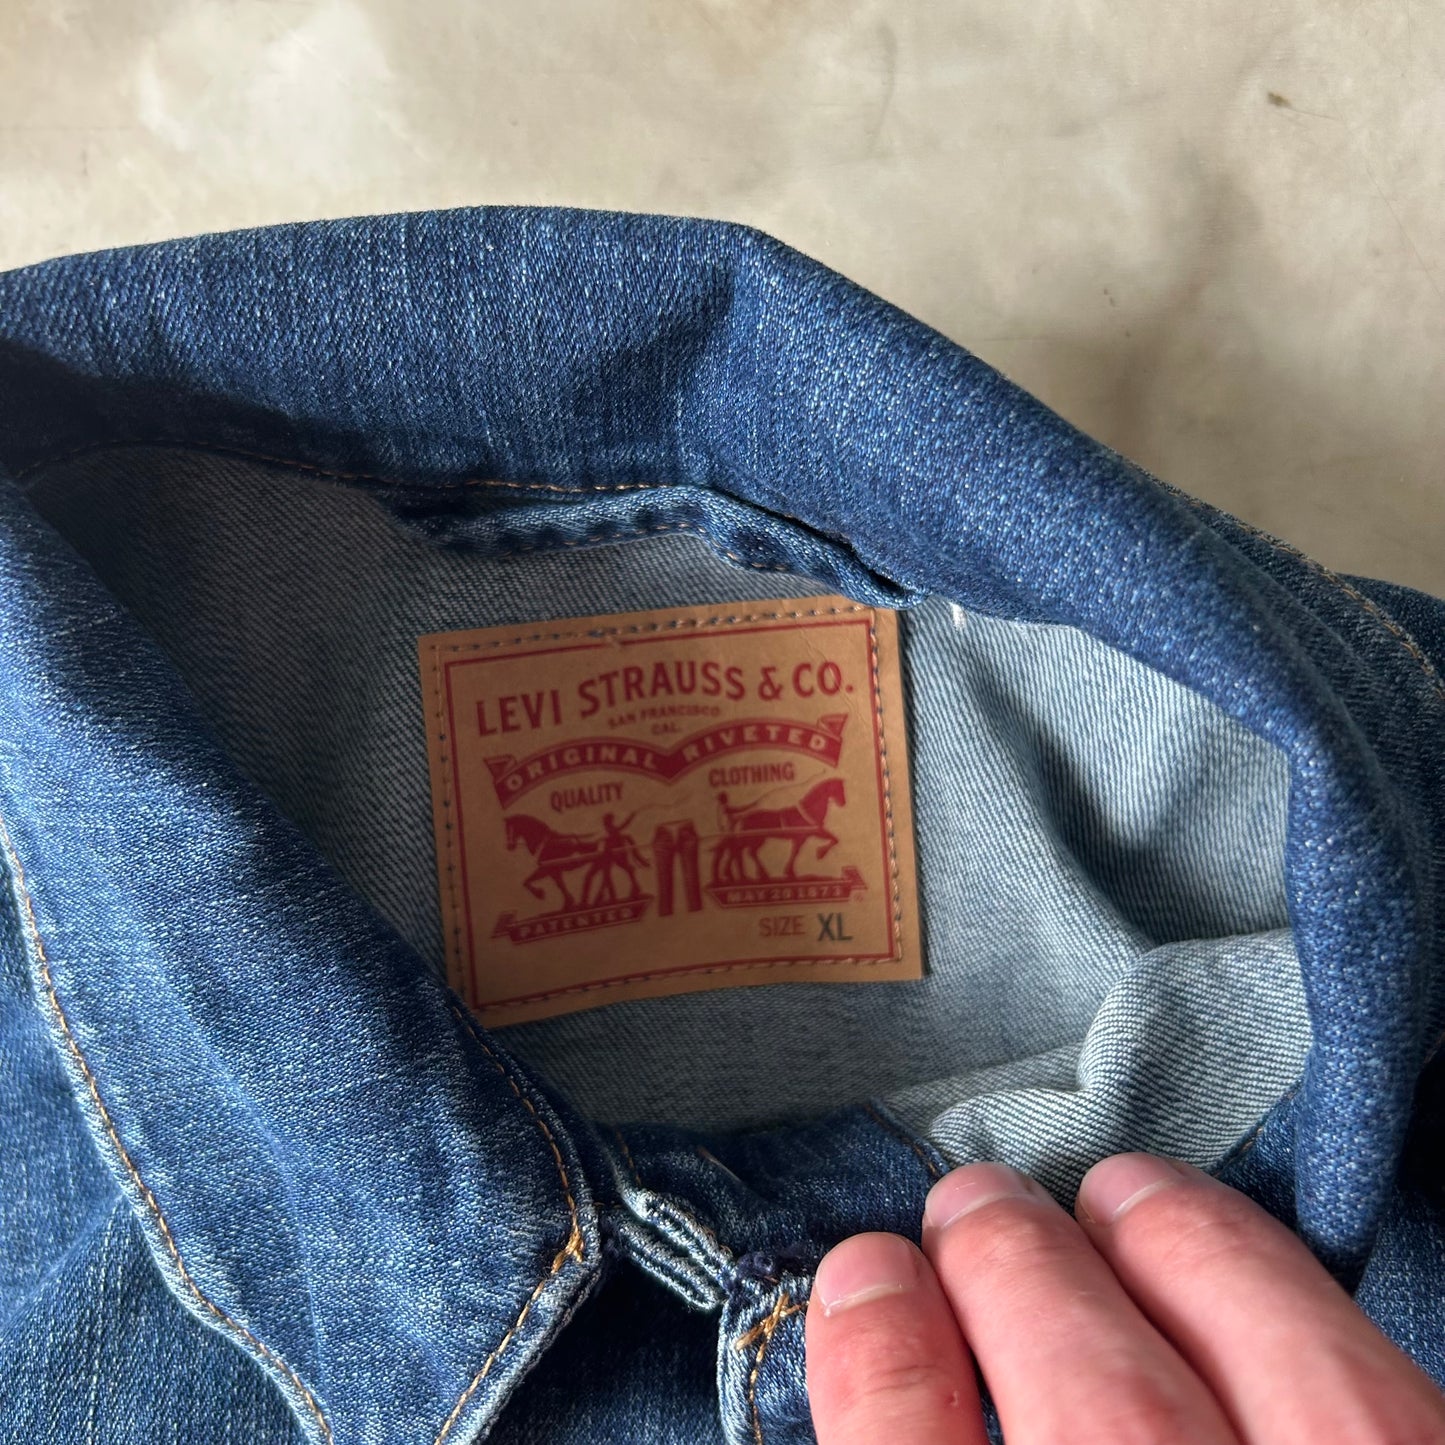 LEVI STRAUSS & CO.
SAN FRANCISCO
CAL.
ORIGINAL RIVETED
QUALITY CLOTHING
PATENTED MAY 20 1873
SIZE XL